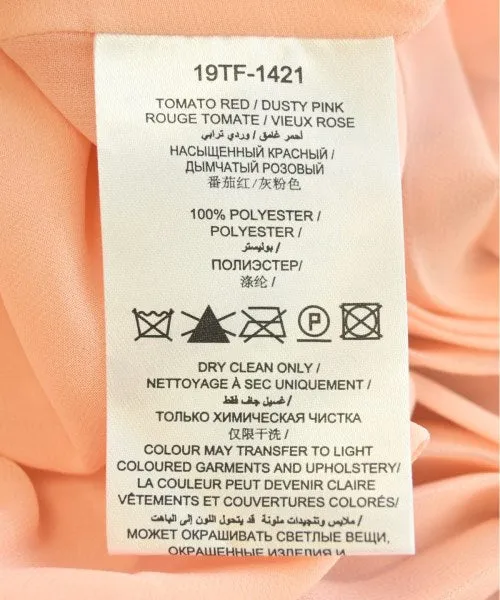 19TF-1421
TOMATO RED / DUSTY PINK
ROUGE TOMATE / VIEUX ROSE
أحمر غامق / وردي ترابي
НАСЫЩЕННЫЙ КРАСНЫЙ /
ДЫМЧАТЫЙ РОЗОВЫЙ
番茄红/灰粉色
100% POLYESTER /
POLYESTER /
بوليستر /
ПОЛИЭСТЕР/
涤纶 /
P
DRY CLEAN ONLY /
NETTOYAGE À SEC UNIQUEMENT /
غسيل جاف فقط /
ТОЛЬКО ХИМИЧЕСКАЯ ЧИСТКА
仅限干洗 /
COLOUR MAY TRANSFER TO LIGHT
COLOURED GARMENTS AND UPHOLSTERY/
LA COULEUR PEUT DEVENIR CLAIRE
VÊTEMENTS ET COUVERTURES COLORÉS/
قد يتحول اللون إلى الباهت ملابس وتنجيدات ملونة /
МОЖЕТ ОКРАШИВАТЬ СВЕТЛЫЕ ВЕЩИ,
ОКРАШЕННЫЕ ИЗДЕЛИЯ И